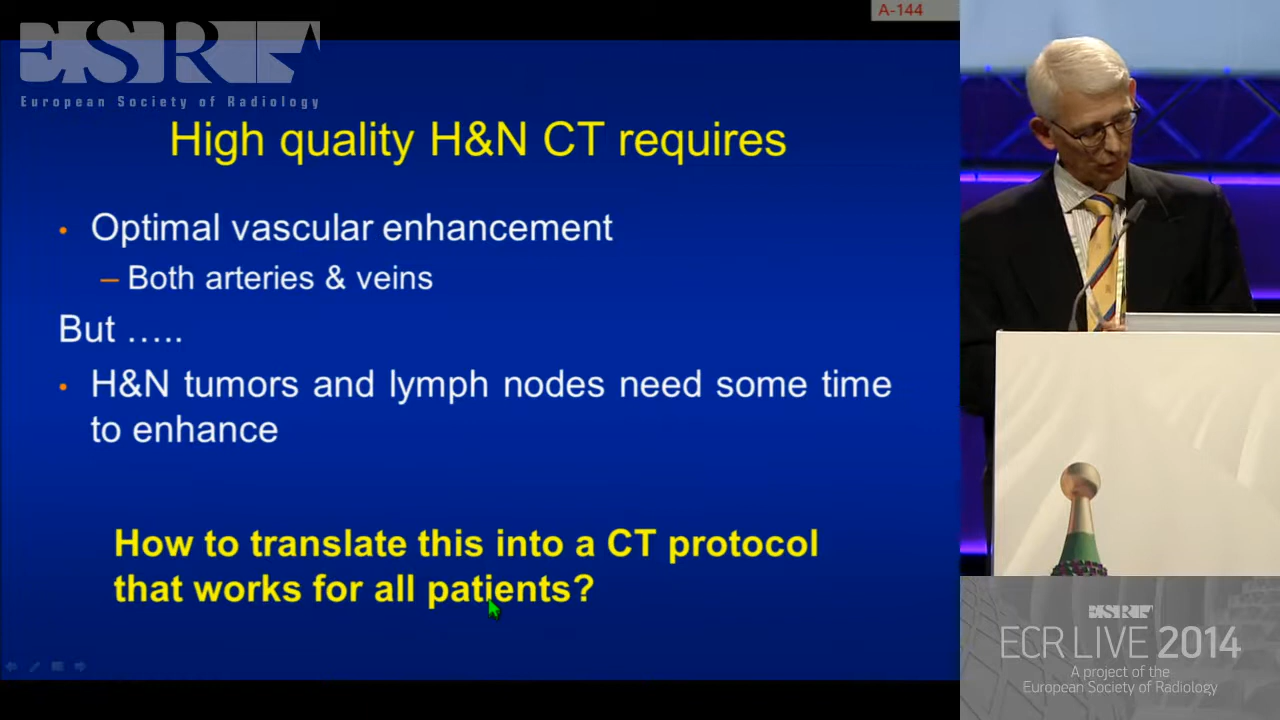 A-144
ESR
European Society of Radiology
High quality H&N CT requires
• Optimal vascular enhancement
– Both arteries & veins
But …..
• H&N tumors and lymph nodes need some time
to enhance
How to translate this into a CT protocol
that works for all patients?
ESR
ECR LIVE 2014
A project of the
European Society of Radiology